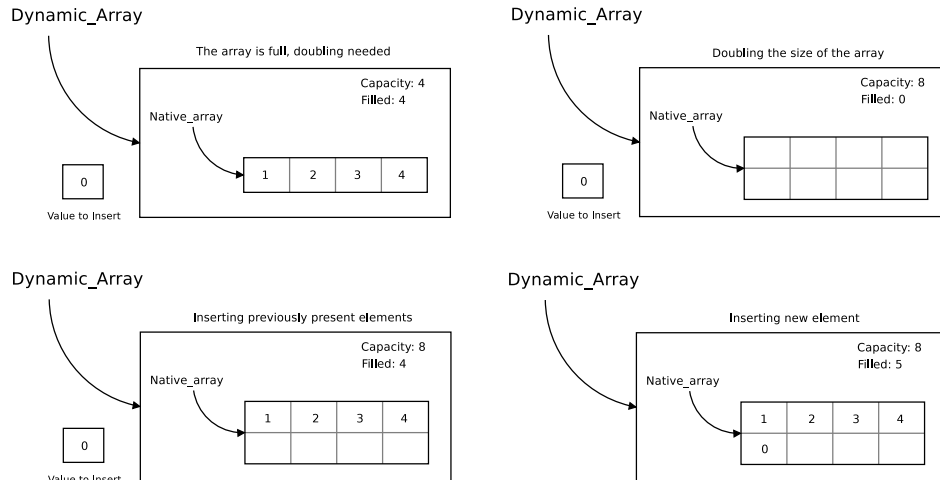 Dynamic_Array
The array is full, doubling needed
Capacity: 4
Filled: 4
Native_array
1 2 3 4
0
Value to Insert
Dynamic_Array
Doubling the size of the array
Capacity: 8
Filled: 0
Native_array
0
Value to Insert
Dynamic_Array
Inserting previously present elements
Capacity: 8
Filled: 4
Native_array
1 2 3 4
0
Value to Insert
Dynamic_Array
Inserting new element
Capacity: 8
Filled: 5
Native_array
1 2 3 4
0